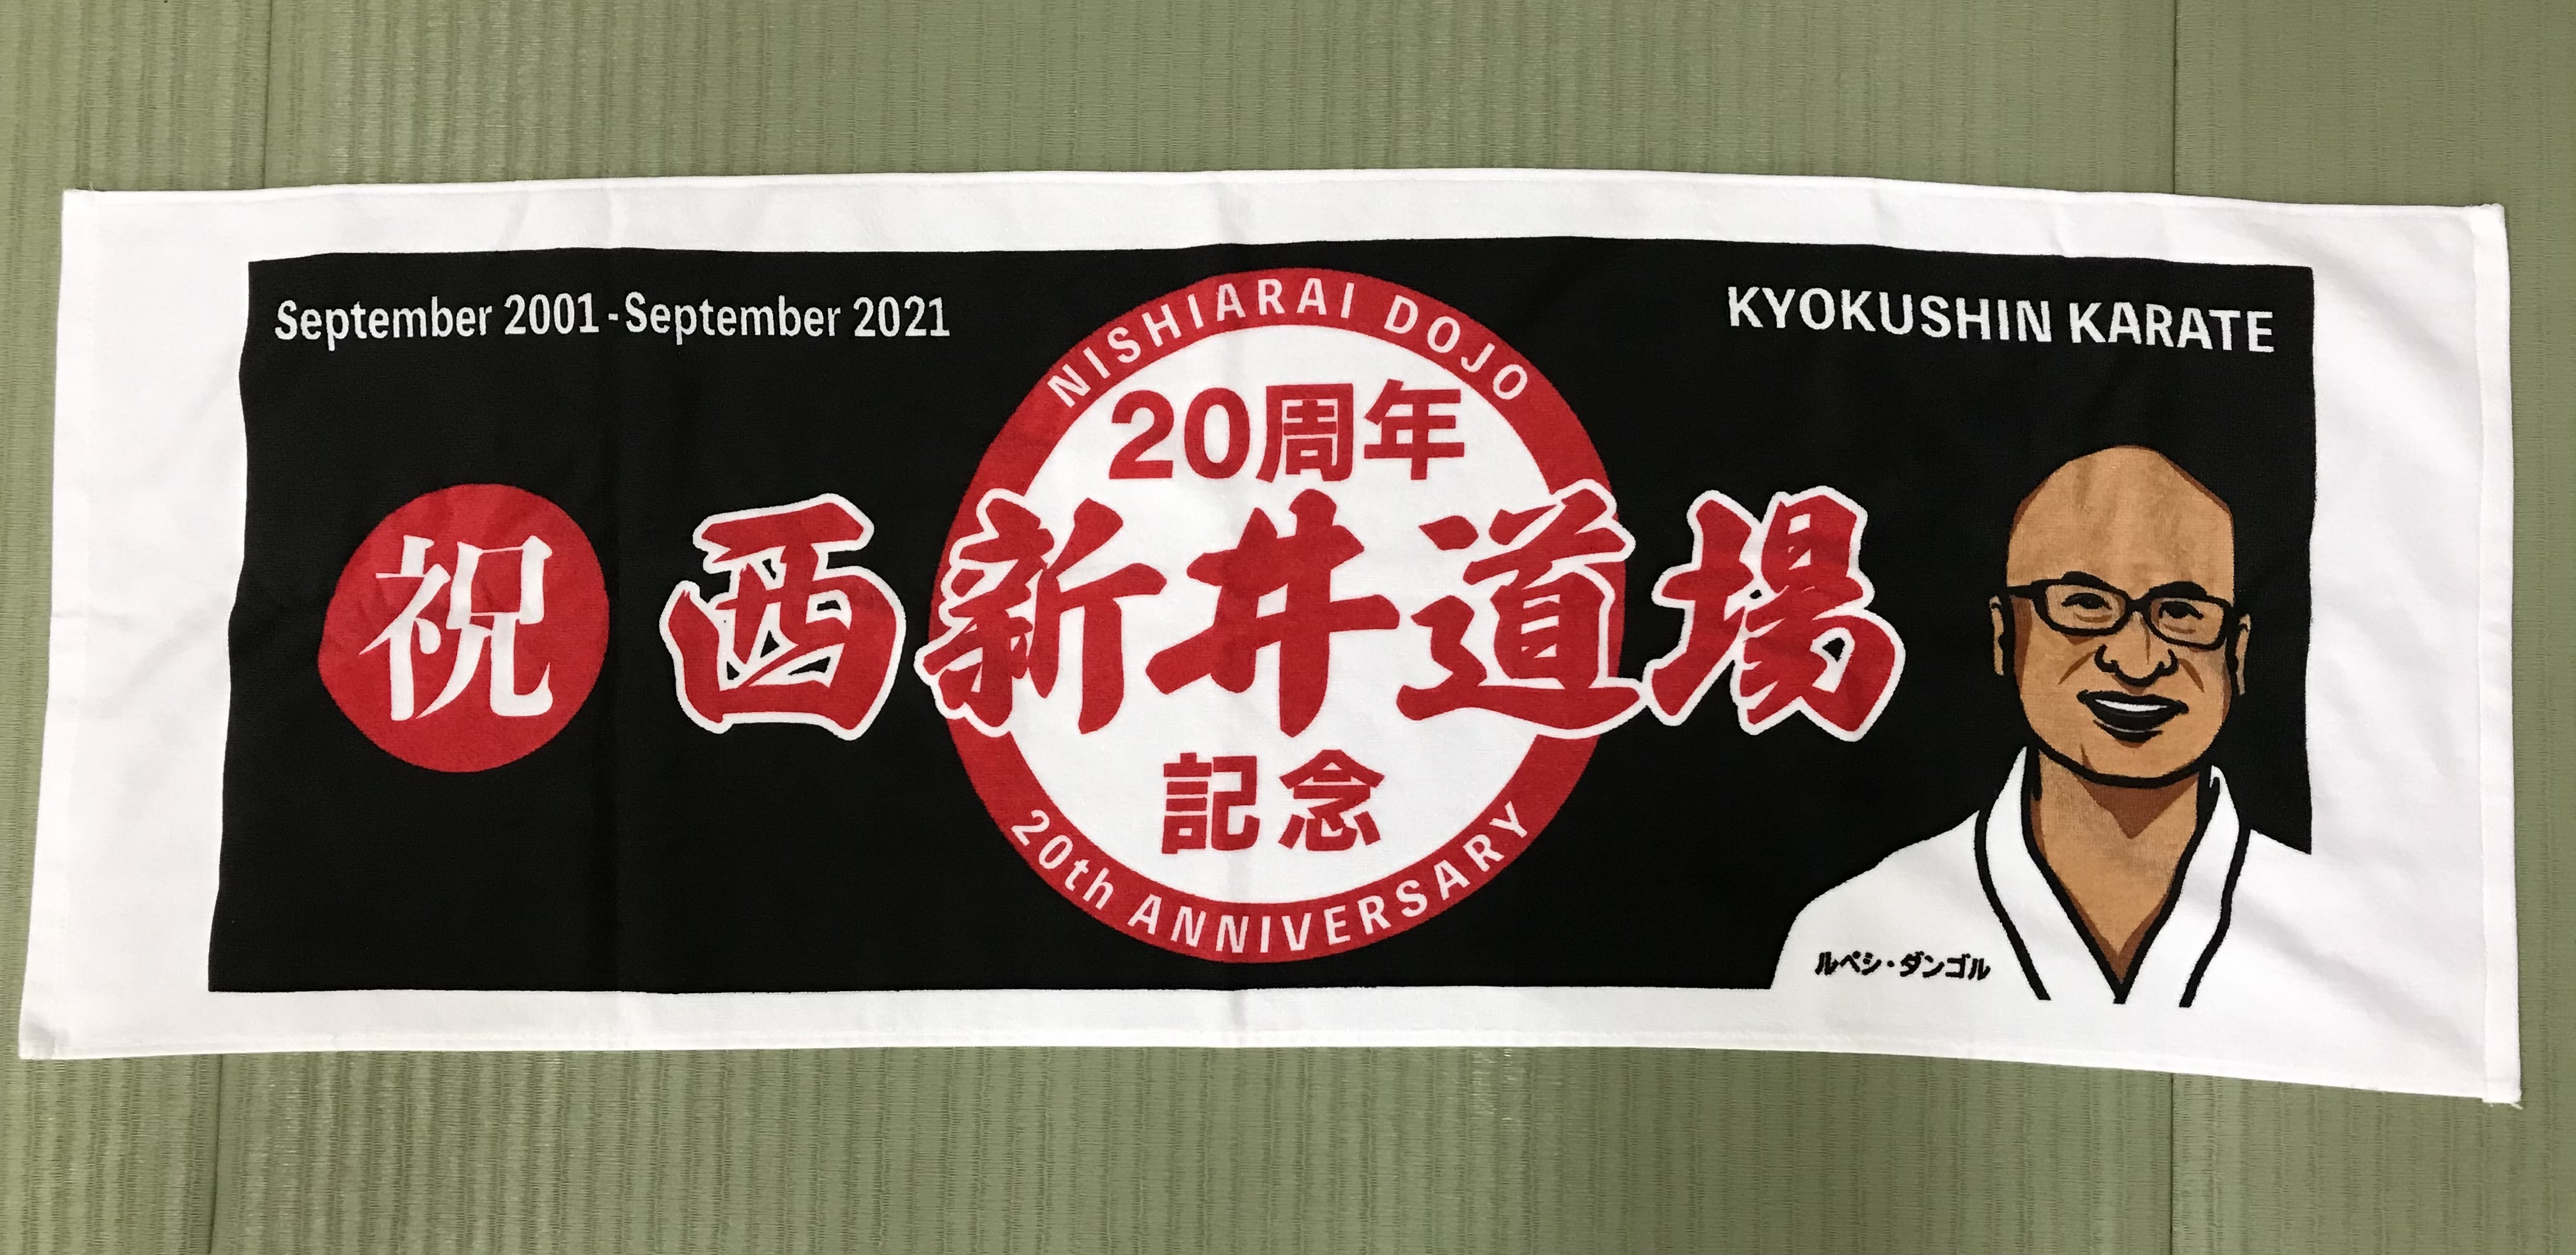 September 2001 - September 2021
KYOKUSHIN KARATE
NISHIARAI DOJO
20周年
祝
西新井道場
記念
20th ANNIVERSARY
ルペシ・ダンゴル